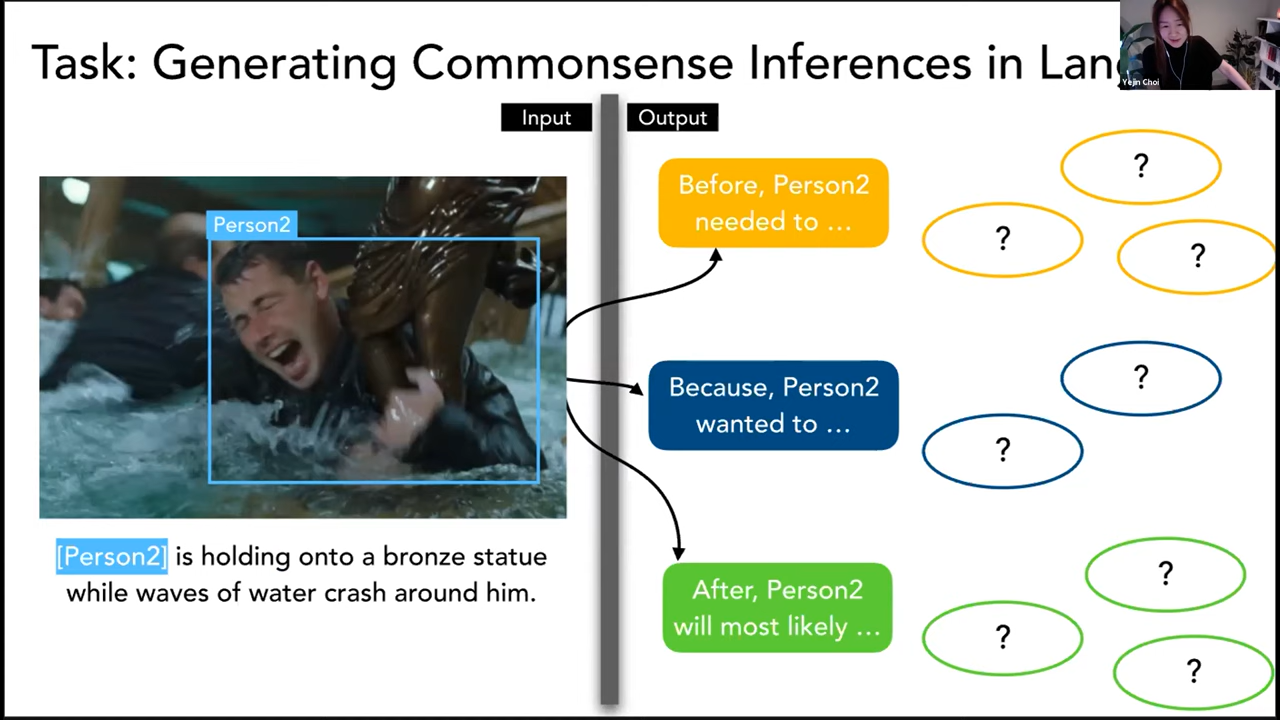 Task: Generating Commonsense Inferences in Lan
Yejin Choi
Input
Output
Person2
[Person2] is holding onto a bronze statue
while waves of water crash around him.
Before, Person2
needed to ...
?
?
?
Because, Person2
wanted to ...
?
?
After, Person2
will most likely ...
?
?
?